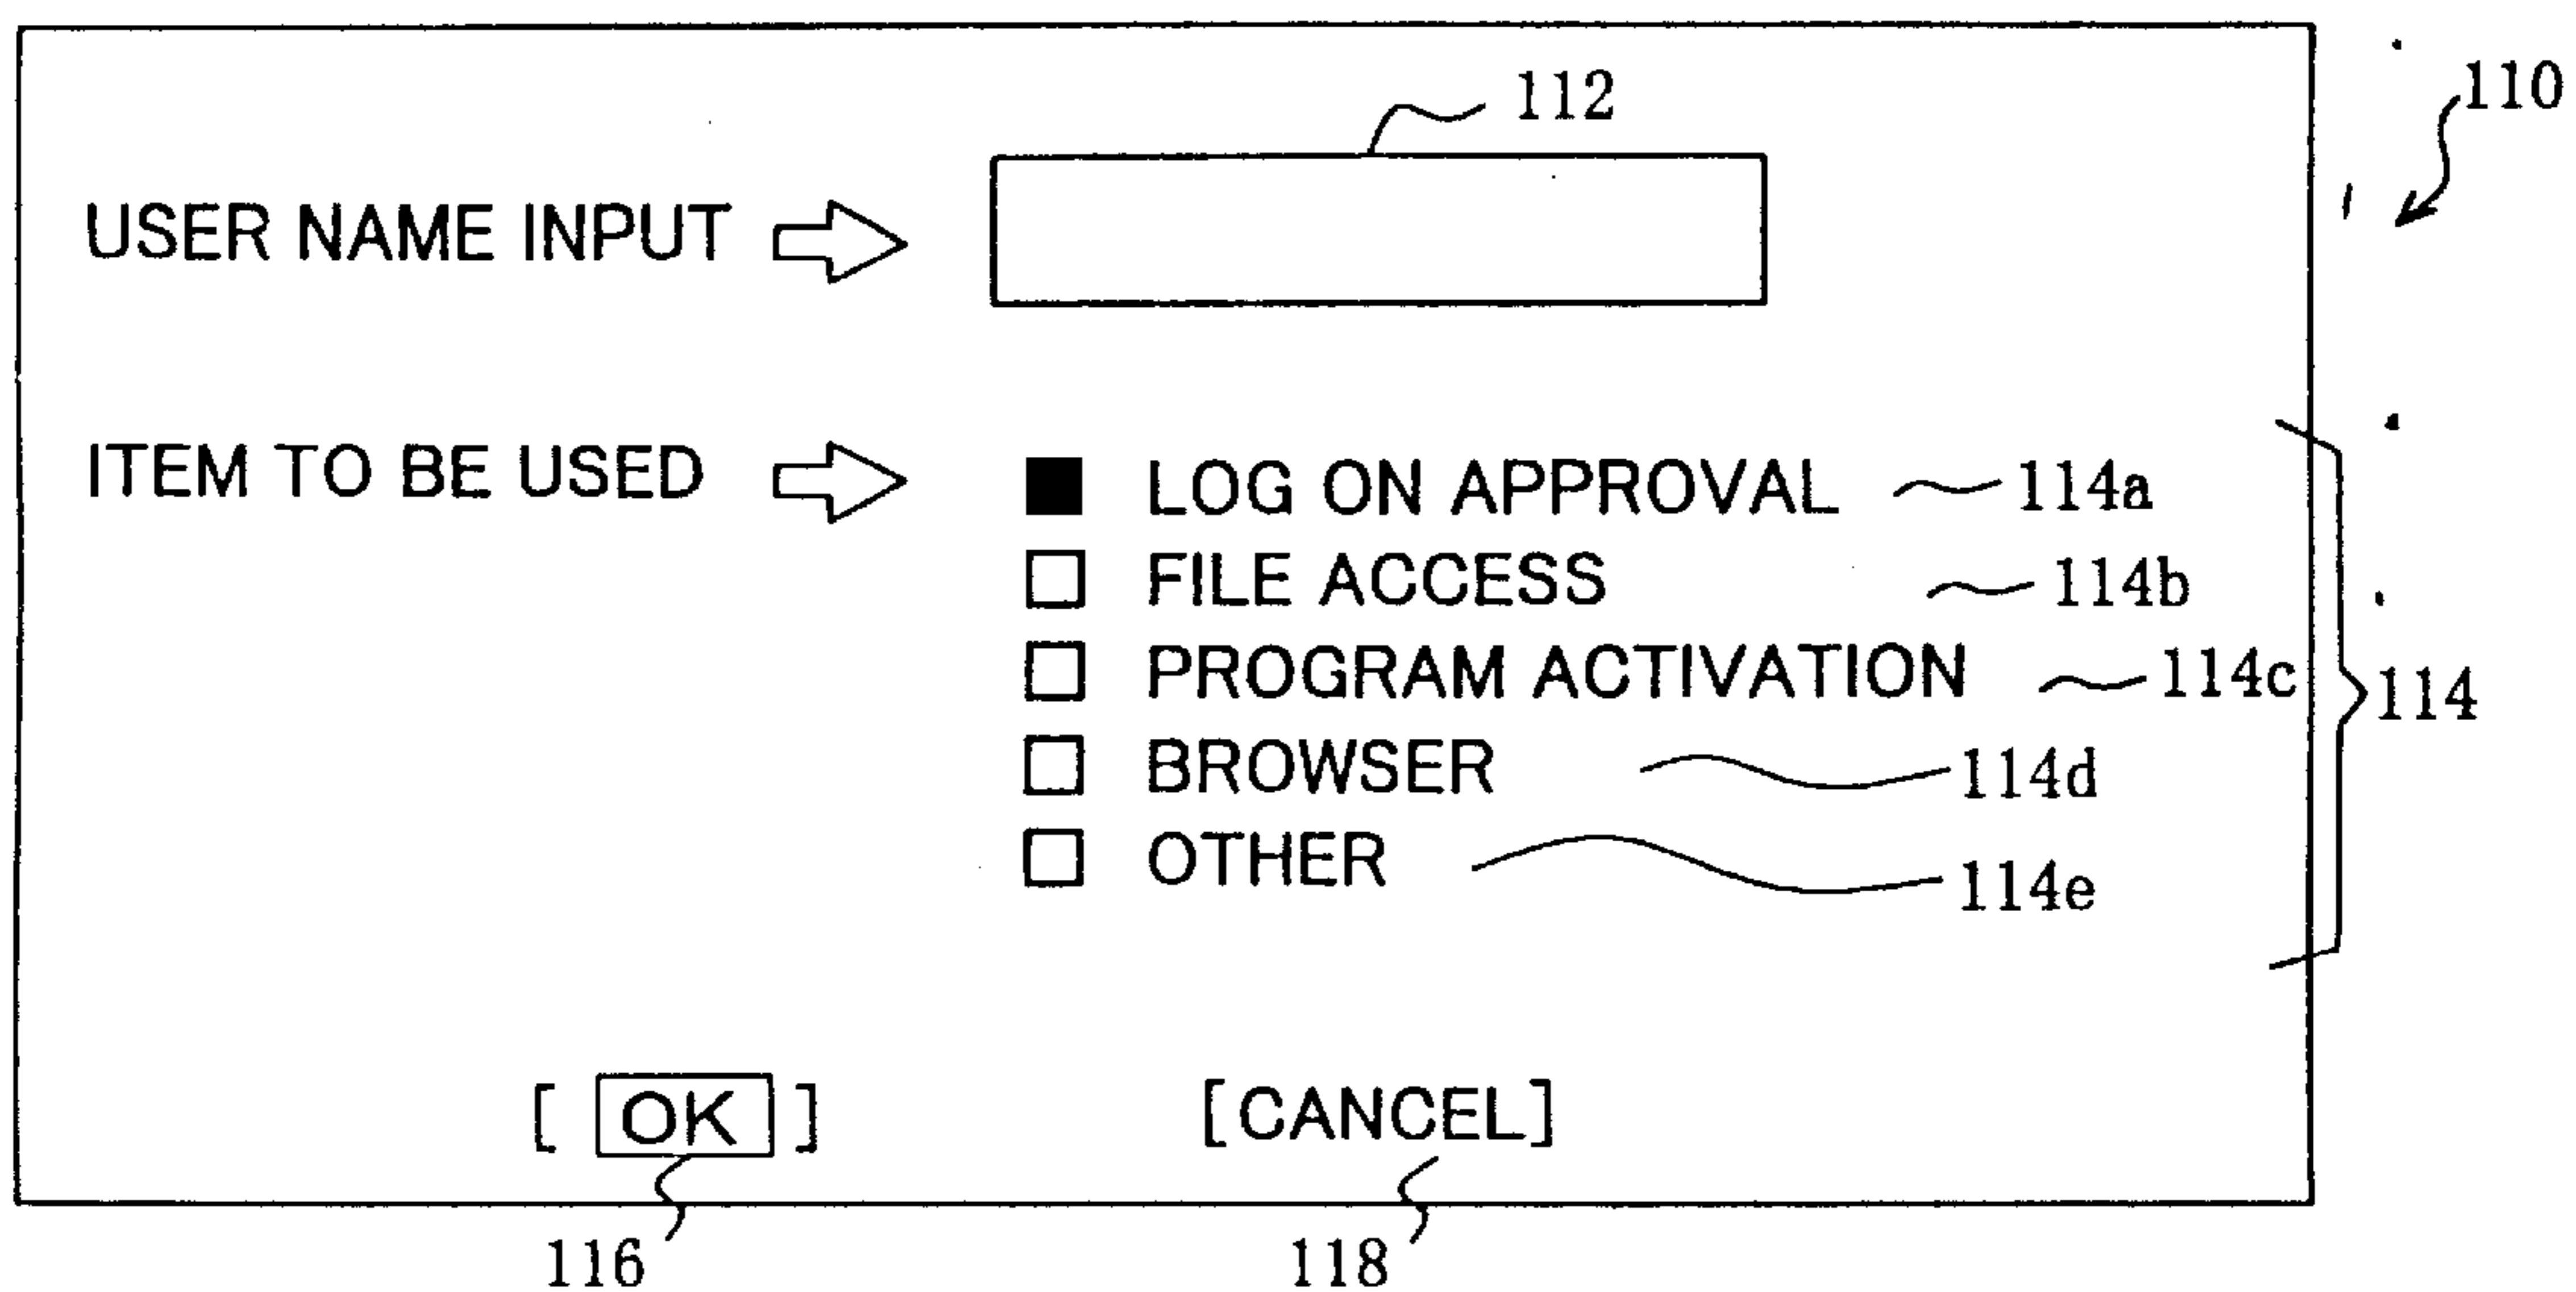 112
110
USER NAME INPUT
ITEM TO BE USED
LOG ON APPROVAL 114a
FILE ACCESS 114b
PROGRAM ACTIVATION 114c
114
BROWSER 114d
OTHER 114e
[ OK ] [CANCEL]
116 118